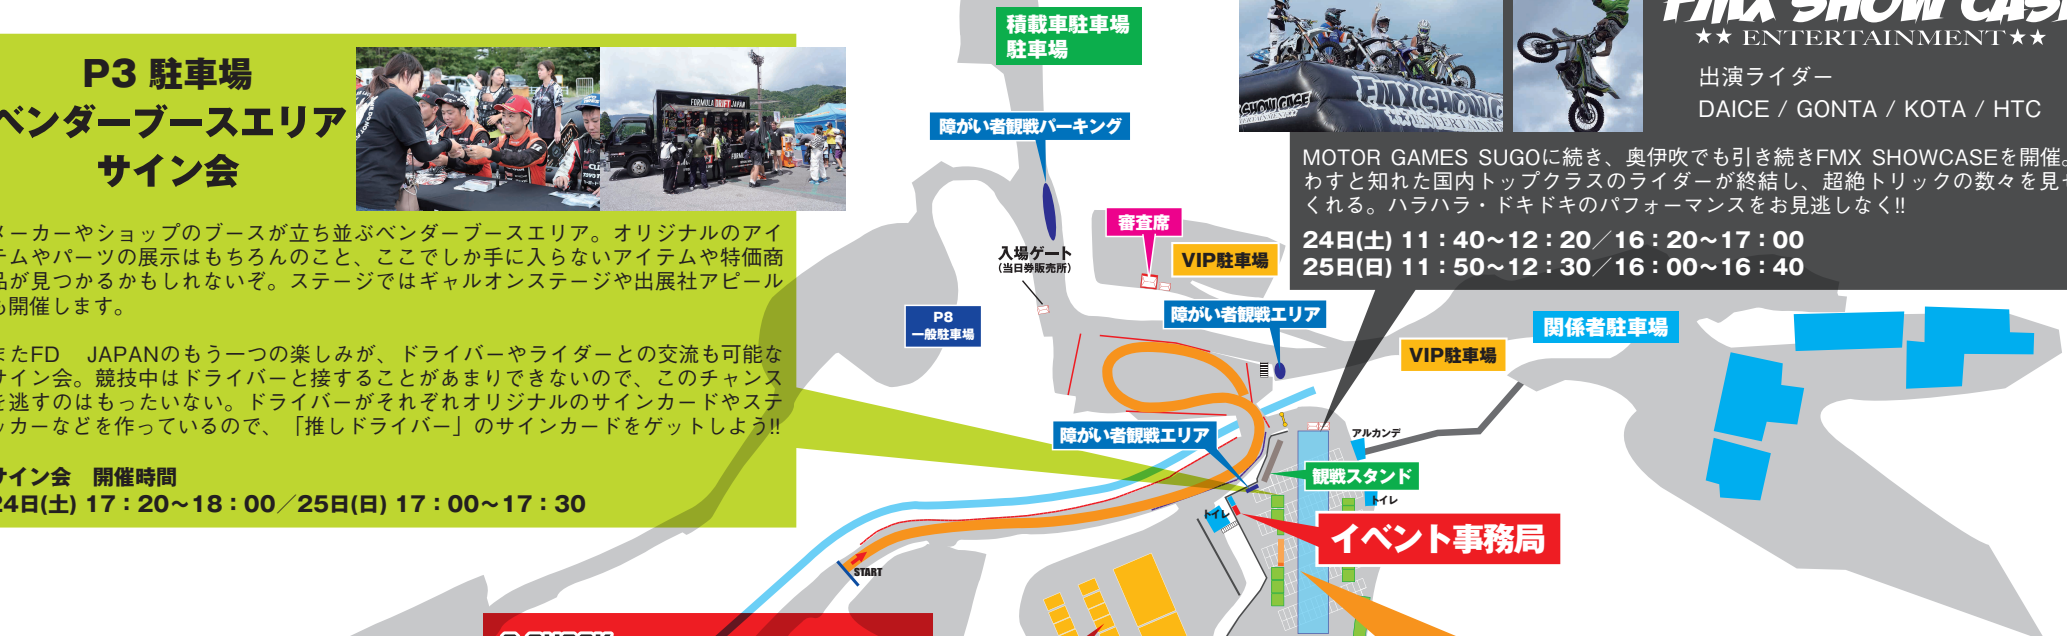 P3 駐車場
ベンダーブースエリア
サイン会
メーカーやショップのブースが立ち並ぶベンダーブースエリア。オリジナルのアイ
テムやパーツの展示はもちろんのこと、ここでしか手に入らないアイテムや特価商
品が見つかるかもしれないぞ。ステージではギャルオンステージや出展社アピール
も開催します。
またFD JAPANのもう一つの楽しみが、ドライバーやライダーとの交流も可能な
サイン会。競技中はドライバーと接することがあまりできないので、このチャンス
を逃すのはもったいない。ドライバーがそれぞれオリジナルのサインカードやステ
ッカーなどを作っているので、「推しドライバー」のサインカードをゲットしよう!!
サイン会 開催時間
24日(土) 17：20〜18：00／25日(日) 17：00〜17：30
FORMULA DRIFT JAPAN
積載車駐車場
駐車場
障がい者観戦パーキング
審査席
入場ゲート
(当日券販売所)
VIP駐車場
P8
一般駐車場
障がい者観戦エリア
障がい者観戦エリア
FMX SHOW CASE
★★ ENTERTAINMENT★★
出演ライダー
DAICE / GONTA / KOTA / HTC
SHOW CASE
FMX SHOW C
MOTOR GAMES SUGOに続き、奥伊吹でも引き続きFMX SHOWCASEを開催。
わすと知れた国内トップクラスのライダーが終結し、超絶トリックの数々を見せ
くれる。ハラハラ・ドキドキのパフォーマンスをお見逃しなく!!
24日(土) 11：40〜12：20／16：20〜17：00
25日(日) 11：50〜12：30／16：00〜16：40
関係者駐車場
VIP駐車場
アルカンデ
観戦スタンド
トイレ
トイレ
イベント事務局
START